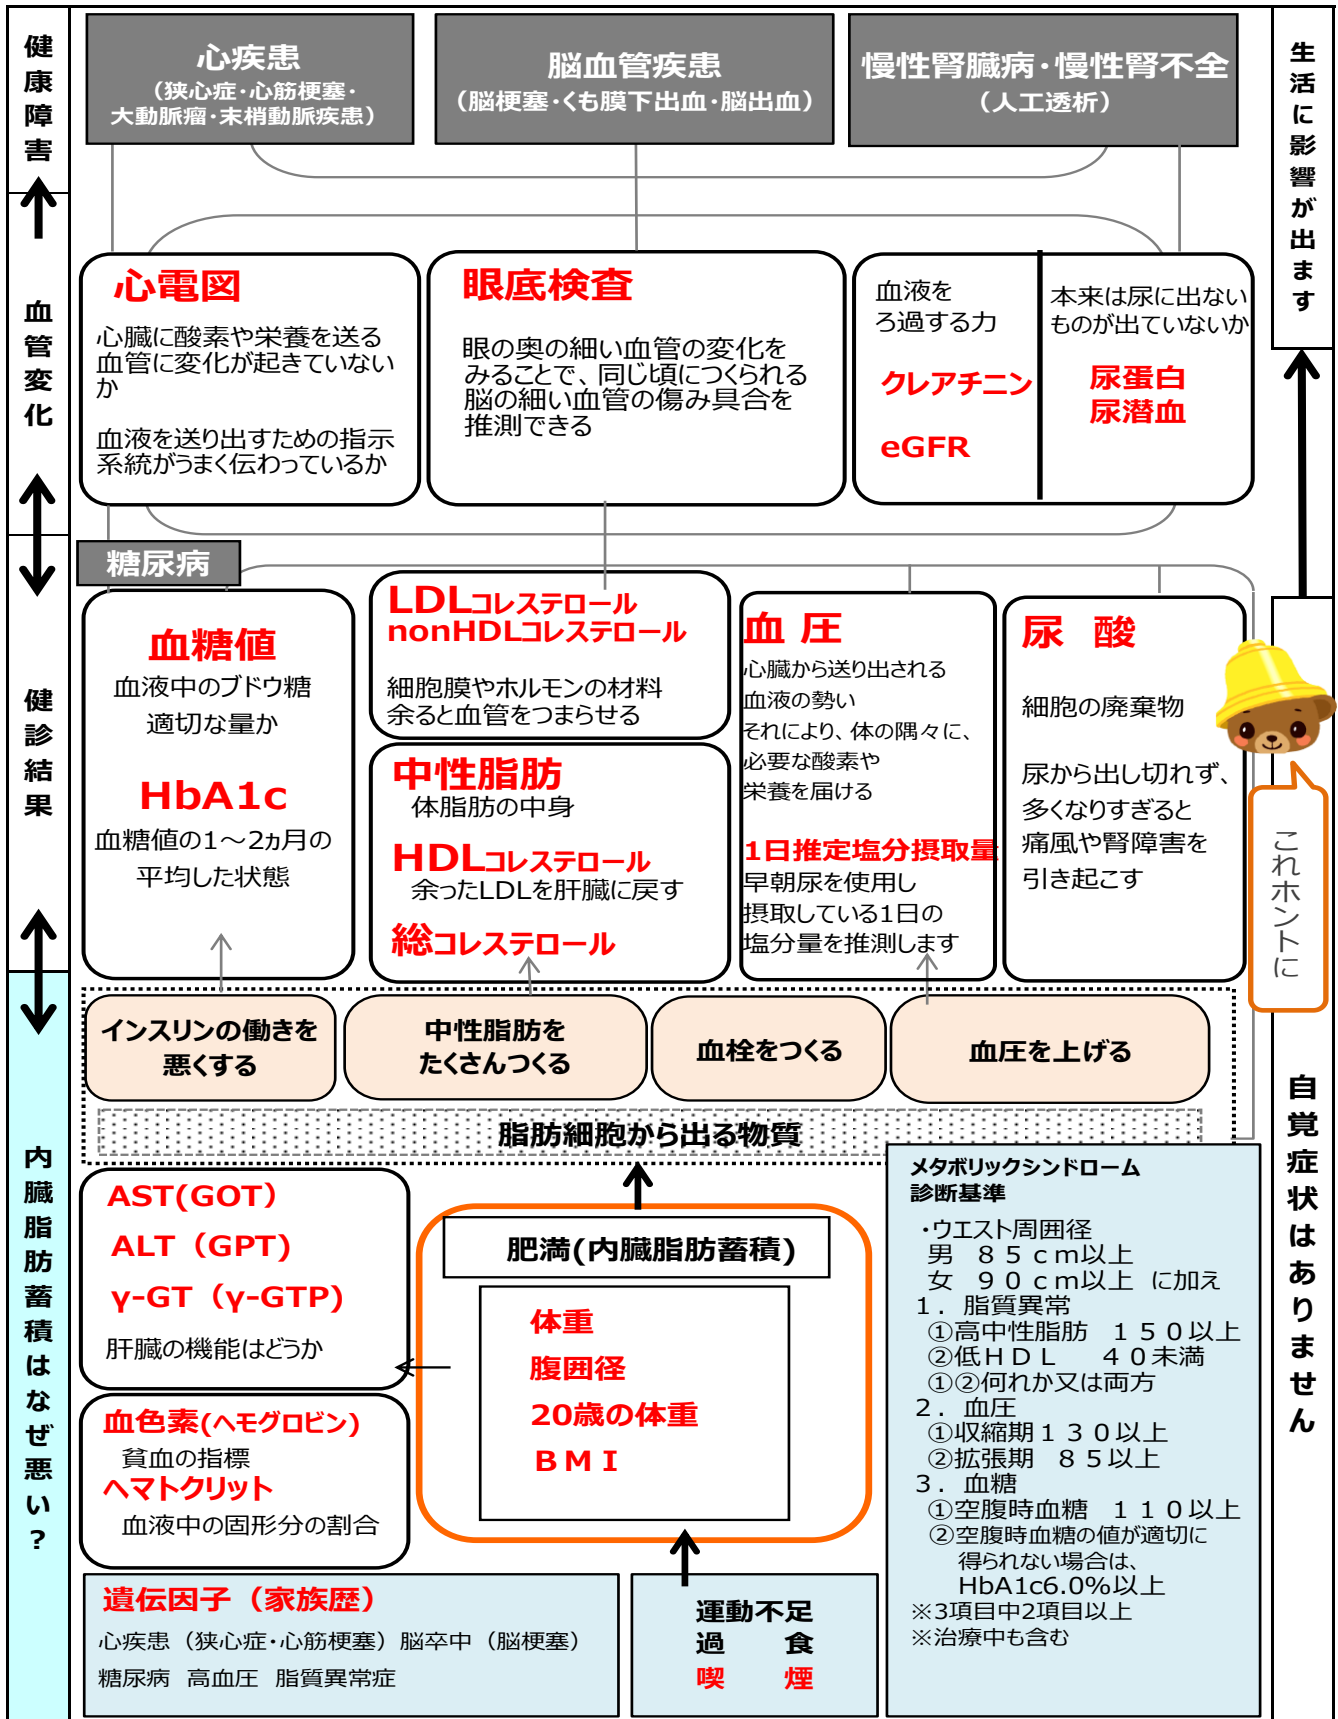 健康障害
心疾患
(狭心症・心筋梗塞・
大動脈瘤・末梢動脈疾患)
脳血管疾患
(脳梗塞・くも膜下出血・脳出血)
慢性腎臓病・慢性腎不全
(人工透析)
生活に影響が出ます
血管変化
心電図
心臓に酸素や栄養を送る
血管に変化が起きていない
か
血液を送り出すための指示
系統がうまく伝わっているか
眼底検査
眼の奥の細い血管の変化を
みることで、同じ頃につくられる
脳の細い血管の傷み具合を
推測できる
血液を
ろ過する力
クレアチニン
eGFR
本来は尿に出ない
ものが出ていないか
尿蛋白
尿潜血
健診結果
糖尿病
血糖値
血液中のブドウ糖
適切な量か
HbA1c
血糖値の1～2ヵ月の
平均した状態
LDLコレステロール
nonHDLコレステロール
細胞膜やホルモンの材料
余ると血管をつまらせる
中性脂肪
体脂肪の中身
HDLコレステロール
余ったLDLを肝臓に戻す
総コレステロール
血 圧
心臓から送り出される
血液の勢い
それにより、体の隅々に、
必要な酸素や
栄養を届ける
1日推定塩分摂取量
早朝尿を使用し
摂取している1日の
塩分量を推測します
尿 酸
細胞の廃棄物
尿から出し切れず、
多くなりすぎると
痛風や腎障害を
引き起こす
これホントに
自覚症状はありません
内臓脂肪蓄積はなぜ悪い?
インスリンの働きを
悪くする
中性脂肪を
たくさんつくる
血栓をつくる
血圧を上げる
脂肪細胞から出る物質
AST(GOT）
ALT（GPT)
γ-GT（γ-GTP)
肝臓の機能はどうか
血色素(ヘモグロビン)
貧血の指標
ヘマトクリット
血液中の固形分の割合
肥満(内臓脂肪蓄積)
体重
腹囲径
20歳の体重
ＢＭＩ
メタボリックシンドローム
診断基準
・ウエスト周囲径
男　８５ｃｍ以上
女　９０ｃｍ以上　に加え
１．脂質異常
①高中性脂肪　１５０以上
②低ＨＤＬ　　４０未満
①②何れか又は両方
２．血圧
①収縮期１３０以上
②拡張期　８５以上
３．血糖
①空腹時血糖　１１０以上
②空腹時血糖の値が適切に
得られない場合は、
HbA1c6.0%以上
※3項目中2項目以上
※治療中も含む
遺伝因子（家族歴）
心疾患（狭心症・心筋梗塞）脳卒中（脳梗塞）
糖尿病　高血圧　脂質異常症
運動不足
過　　食
喫　　煙